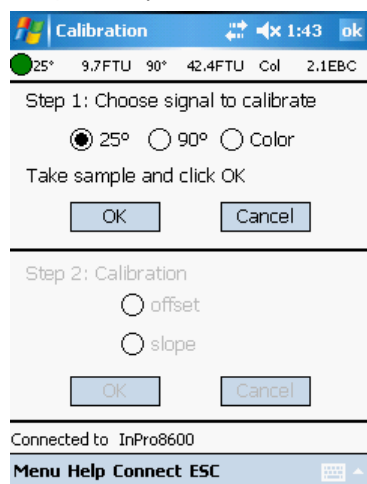 Calibration 1:43 ok
25° 9.7FTU 90° 42.4FTU Col 2.1EBC
Step 1: Choose signal to calibrate
25º 90º Color
Take sample and click OK
OK Cancel
Step 2: Calibration
offset
slope
OK Cancel
Connected to InPro8600
Menu Help Connect ESC